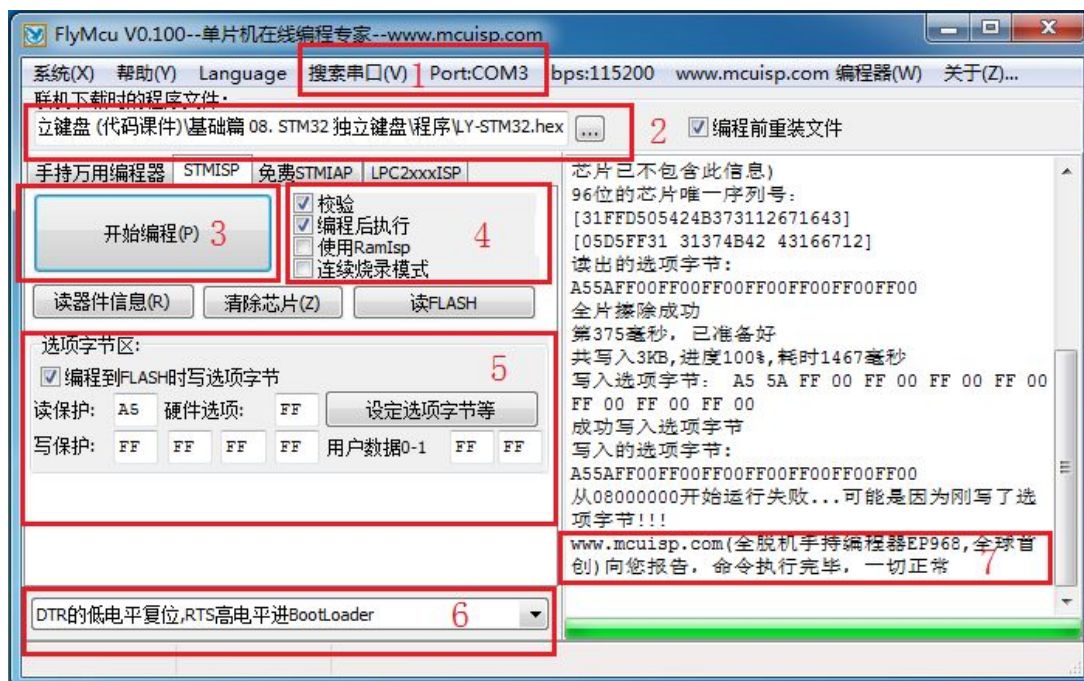 FlyMcu V0.100--单片机在线编程专家--www.mcuisp.com
系统(X) 帮助(Y) Language 搜索串口(V) 1 Port:COM3 bps:115200 www.mcuisp.com 编程器(W) 关于(Z)...
联机下载时的程序文件:
立键盘 (代码课件)\基础篇 08. STM32 独立键盘\程序\LY-STM32.hex ... 2 编程前重装文件
手持万用编程器 STMISP 免费STMIAP LPC2xxxISP
开始编程(P) 3
校验
编程后执行
使用RamIsp
连续烧录模式
4
读器件信息(R) 清除芯片(Z) 读FLASH
选项字节区:
编程到FLASH时写选项字节
5
读保护: A5 硬件选项: FF 设定选项字节等
写保护: FF FF FF FF 用户数据0-1 FF FF
DTR的低电平复位,RTS高电平进BootLoader 6
芯片已不包含此信息)
96位的芯片唯一序列号:
[31FFD505424B373112671643]
[05D5FF31 31374B42 43166712]
读出的选项字节:
A55AFF00FF00FF00FF00FF00FF00FF00
全片擦除成功
第375毫秒, 已准备好
共写入3KB,进度100%,耗时1467毫秒
写入选项字节: A5 5A FF 00 FF 00 FF 00 FF 00
FF 00 FF 00 FF 00
成功写入选项字节
写入的选项字节:
A55AFF00FF00FF00FF00FF00FF00FF00
从08000000开始运行失败...可能是因为刚写了选
项字节!!!
www.mcuisp.com(全脱机手持编程器EP968,全球首
创)向您报告, 命令执行完毕, 一切正常 7